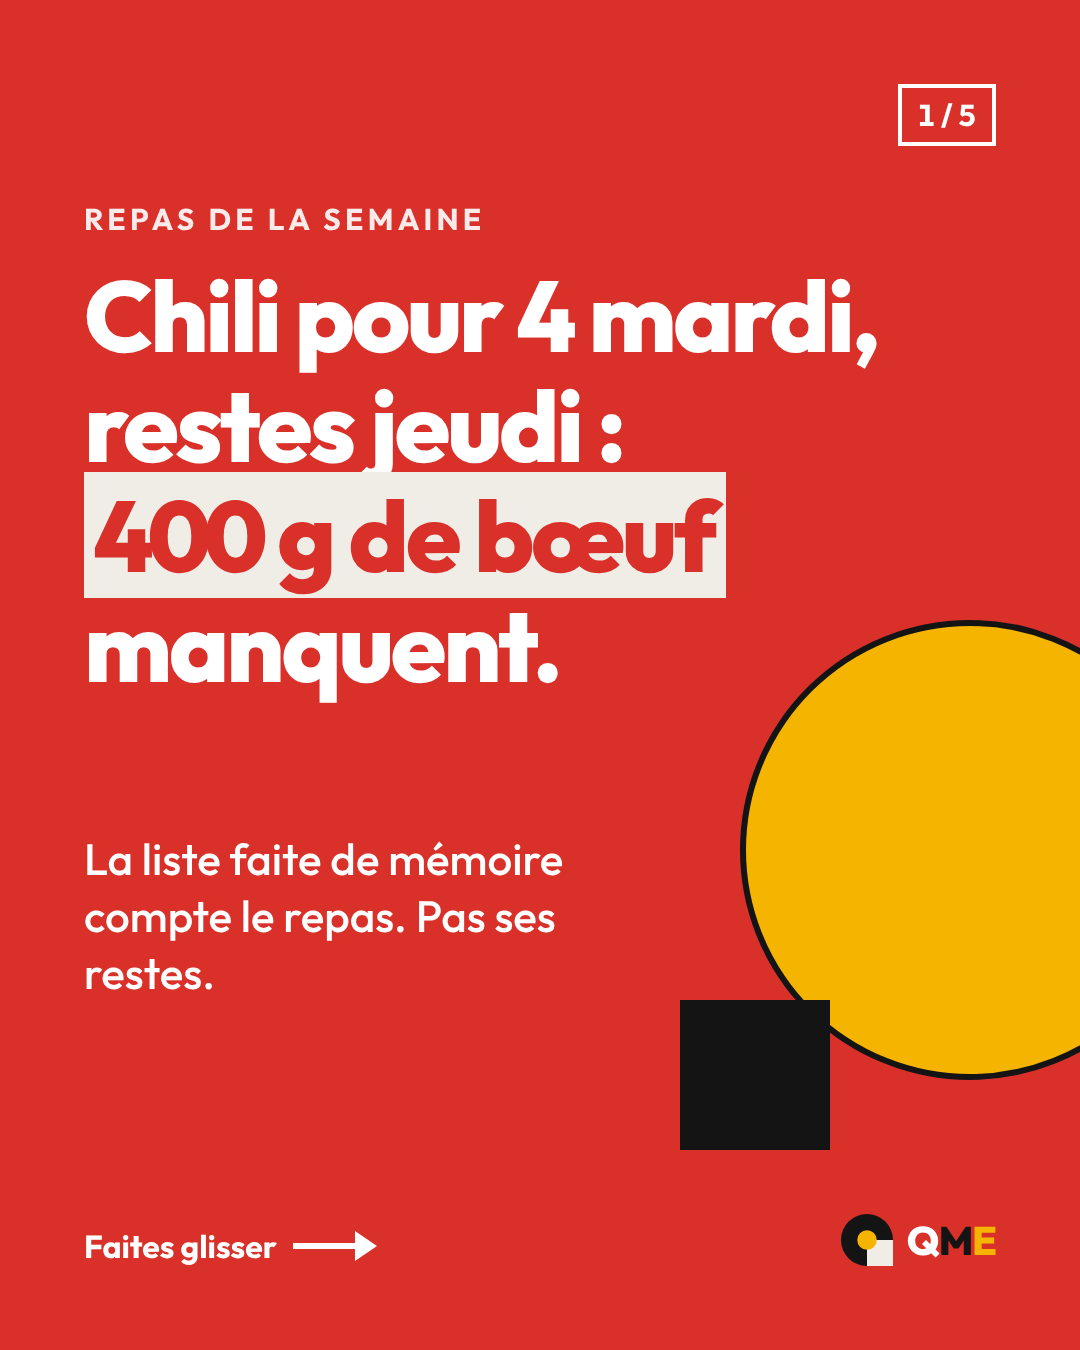 1 / 5
REPAS DE LA SEMAINE
Chili pour 4 mardi,
restes jeudi :
400 g de bœuf
manquent.
La liste faite de mémoire
compte le repas. Pas ses
restes.
Faites glisser
QME